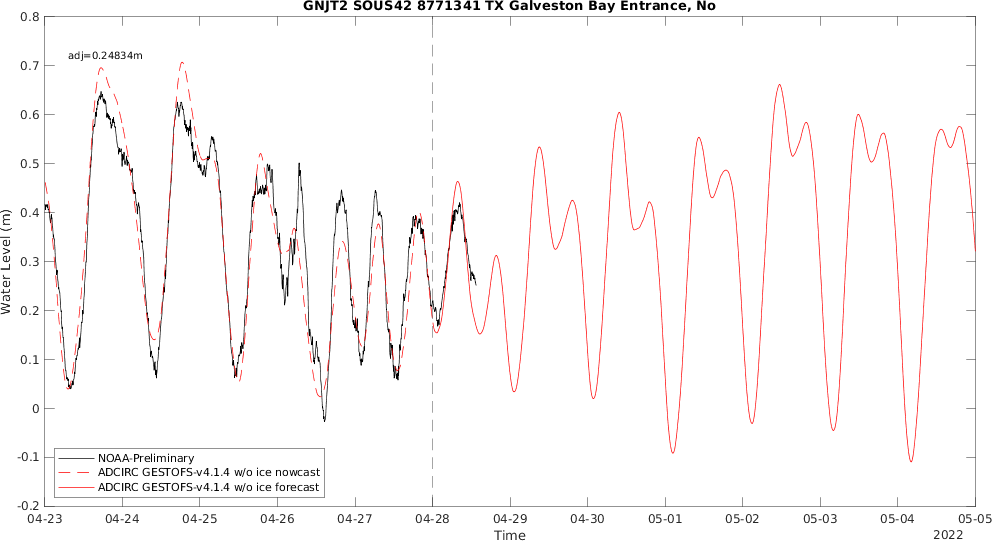 GNJT2 SOUS42 8771341 TX Galveston Bay Entrance, No
adj=0.24834m
Water Level (m)
0.8
0.7
0.6
0.5
0.4
0.3
0.2
0.1
0
-0.1
-0.2
NOAA-Preliminary
ADCIRC GESTOFS-v4.1.4 w/o ice nowcast
ADCIRC GESTOFS-v4.1.4 w/o ice forecast
04-23 04-24 04-25 04-26 04-27 04-28 04-29 04-30 05-01 05-02 05-03 05-04 05-05
Time
2022